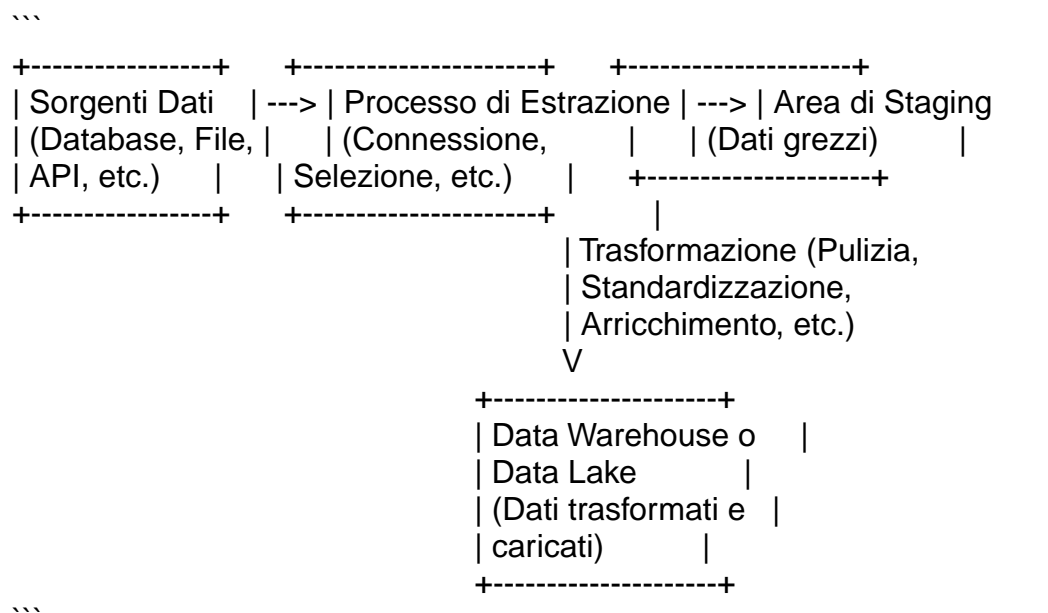 ```
+-----------------+ +----------------------+ +---------------------+
| Sorgenti Dati | ---> | Processo di Estrazione | ---> | Area di Staging
| (Database, File, | | (Connessione, | | (Dati grezzi) |
| API, etc.) | | Selezione, etc.) | +---------------------+
+-----------------+ +----------------------+ |
| Trasformazione (Pulizia,
| Standardizzazione,
| Arricchimento, etc.)
V
+---------------------+
| Data Warehouse o |
| Data Lake |
| (Dati trasformati e |
| caricati) |
+---------------------+
```